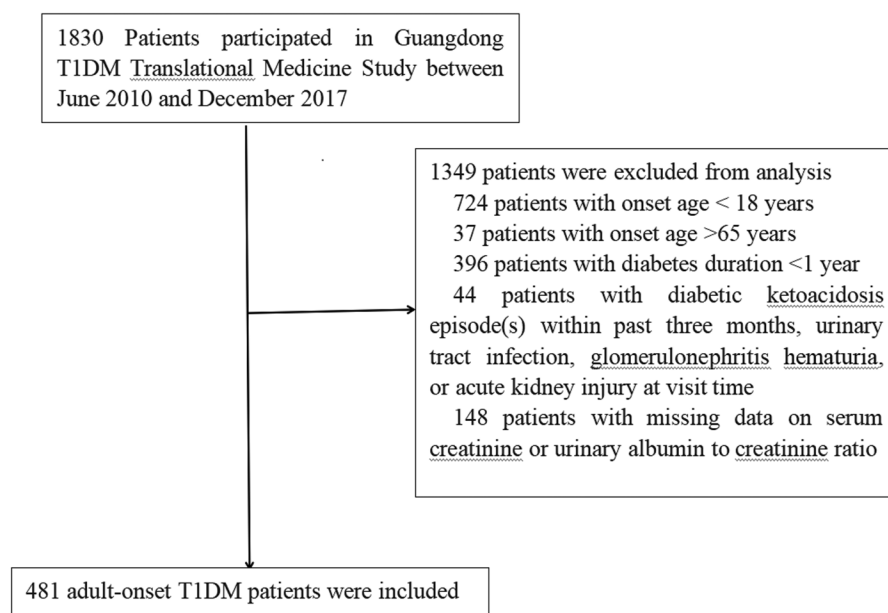 1830 Patients participated in Guangdong
T1DM Translational Medicine Study between
June 2010 and December 2017
1349 patients were excluded from analysis
724 patients with onset age < 18 years
37 patients with onset age >65 years
396 patients with diabetes duration <1 year
44 patients with diabetic ketoacidosis
episode(s) within past three months, urinary
tract infection, glomerulonephritis hematuria,
or acute kidney injury at visit time
148 patients with missing data on serum
creatinine or urinary albumin to creatinine ratio
481 adult-onset T1DM patients were included